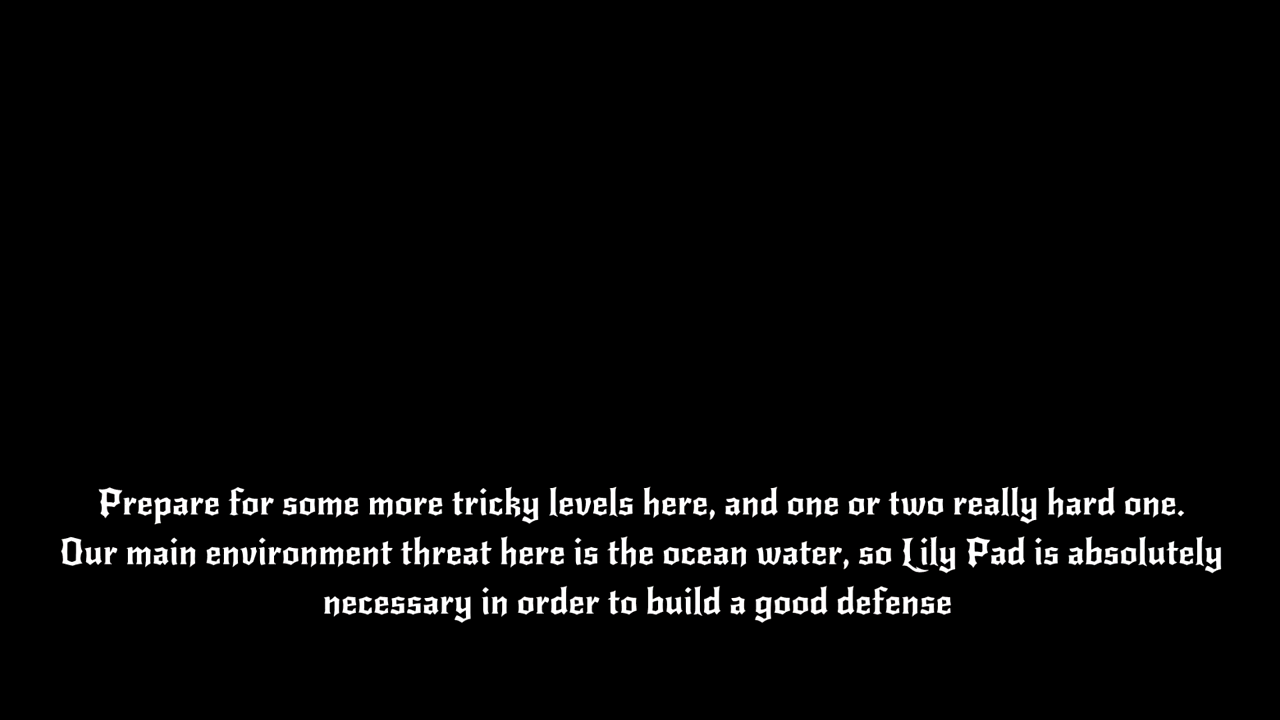 Prepare for some more tricky levels here, and one or two really hard one.
Our main environment threat here is the ocean water, so Lily Pad is absolutely
necessary in order to build a good defense